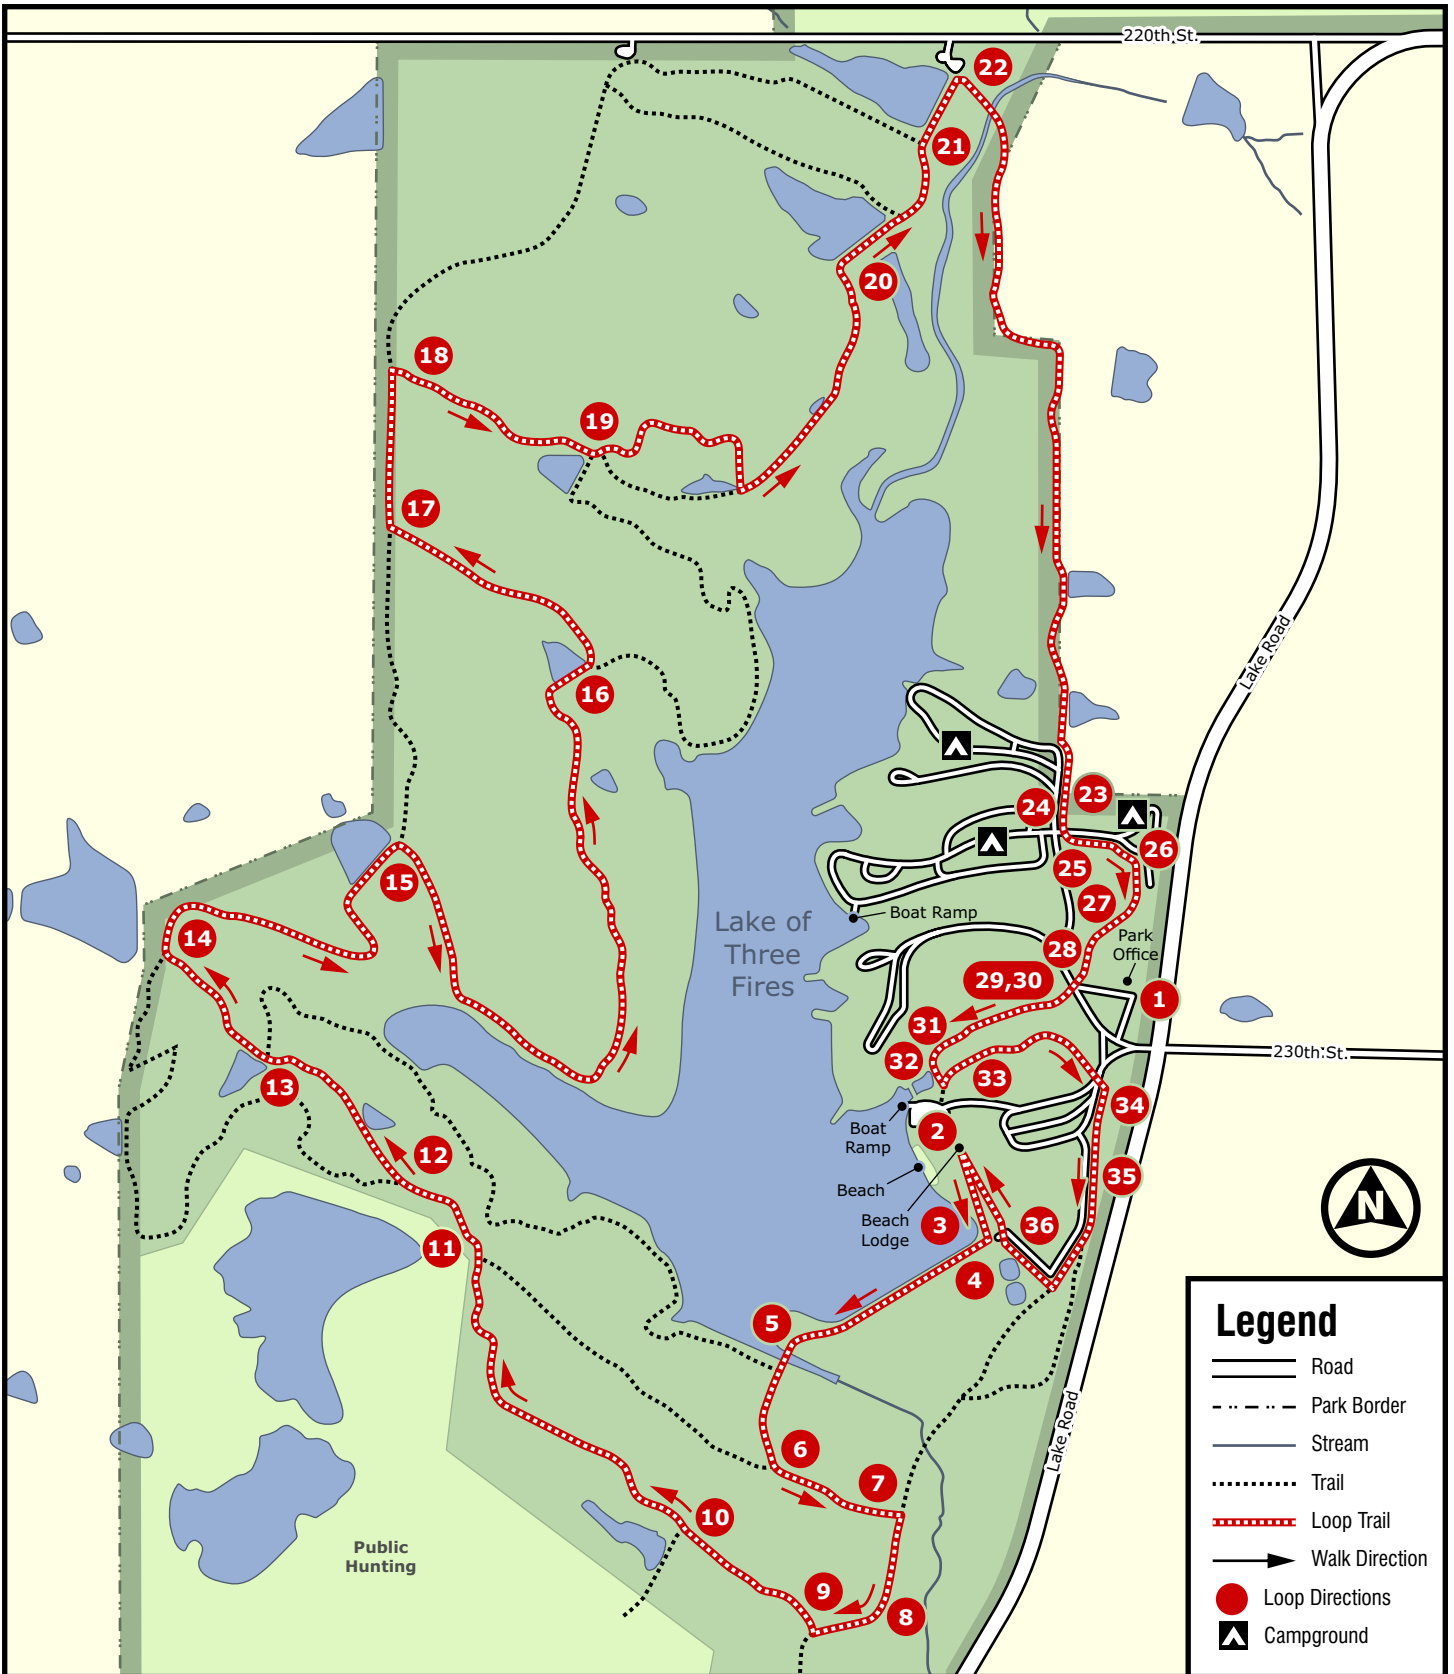 220th St.
22
21
20
18
19
17
Lake Road
16
23
24
26
25
15
27
Boat Ramp
Lake of
Three
Fires
14
28
Park
Office
29,30
1
31
230th St.
32
33
13
34
Boat
Ramp
2
12
35
Beach
Beach
Lodge
3
36
11
4
5
N
Lake Road
6
7
10
Public
Hunting
9
8
Legend
Road
Park Border
Stream
Trail
Loop Trail
Walk Direction
Loop Directions
Campground